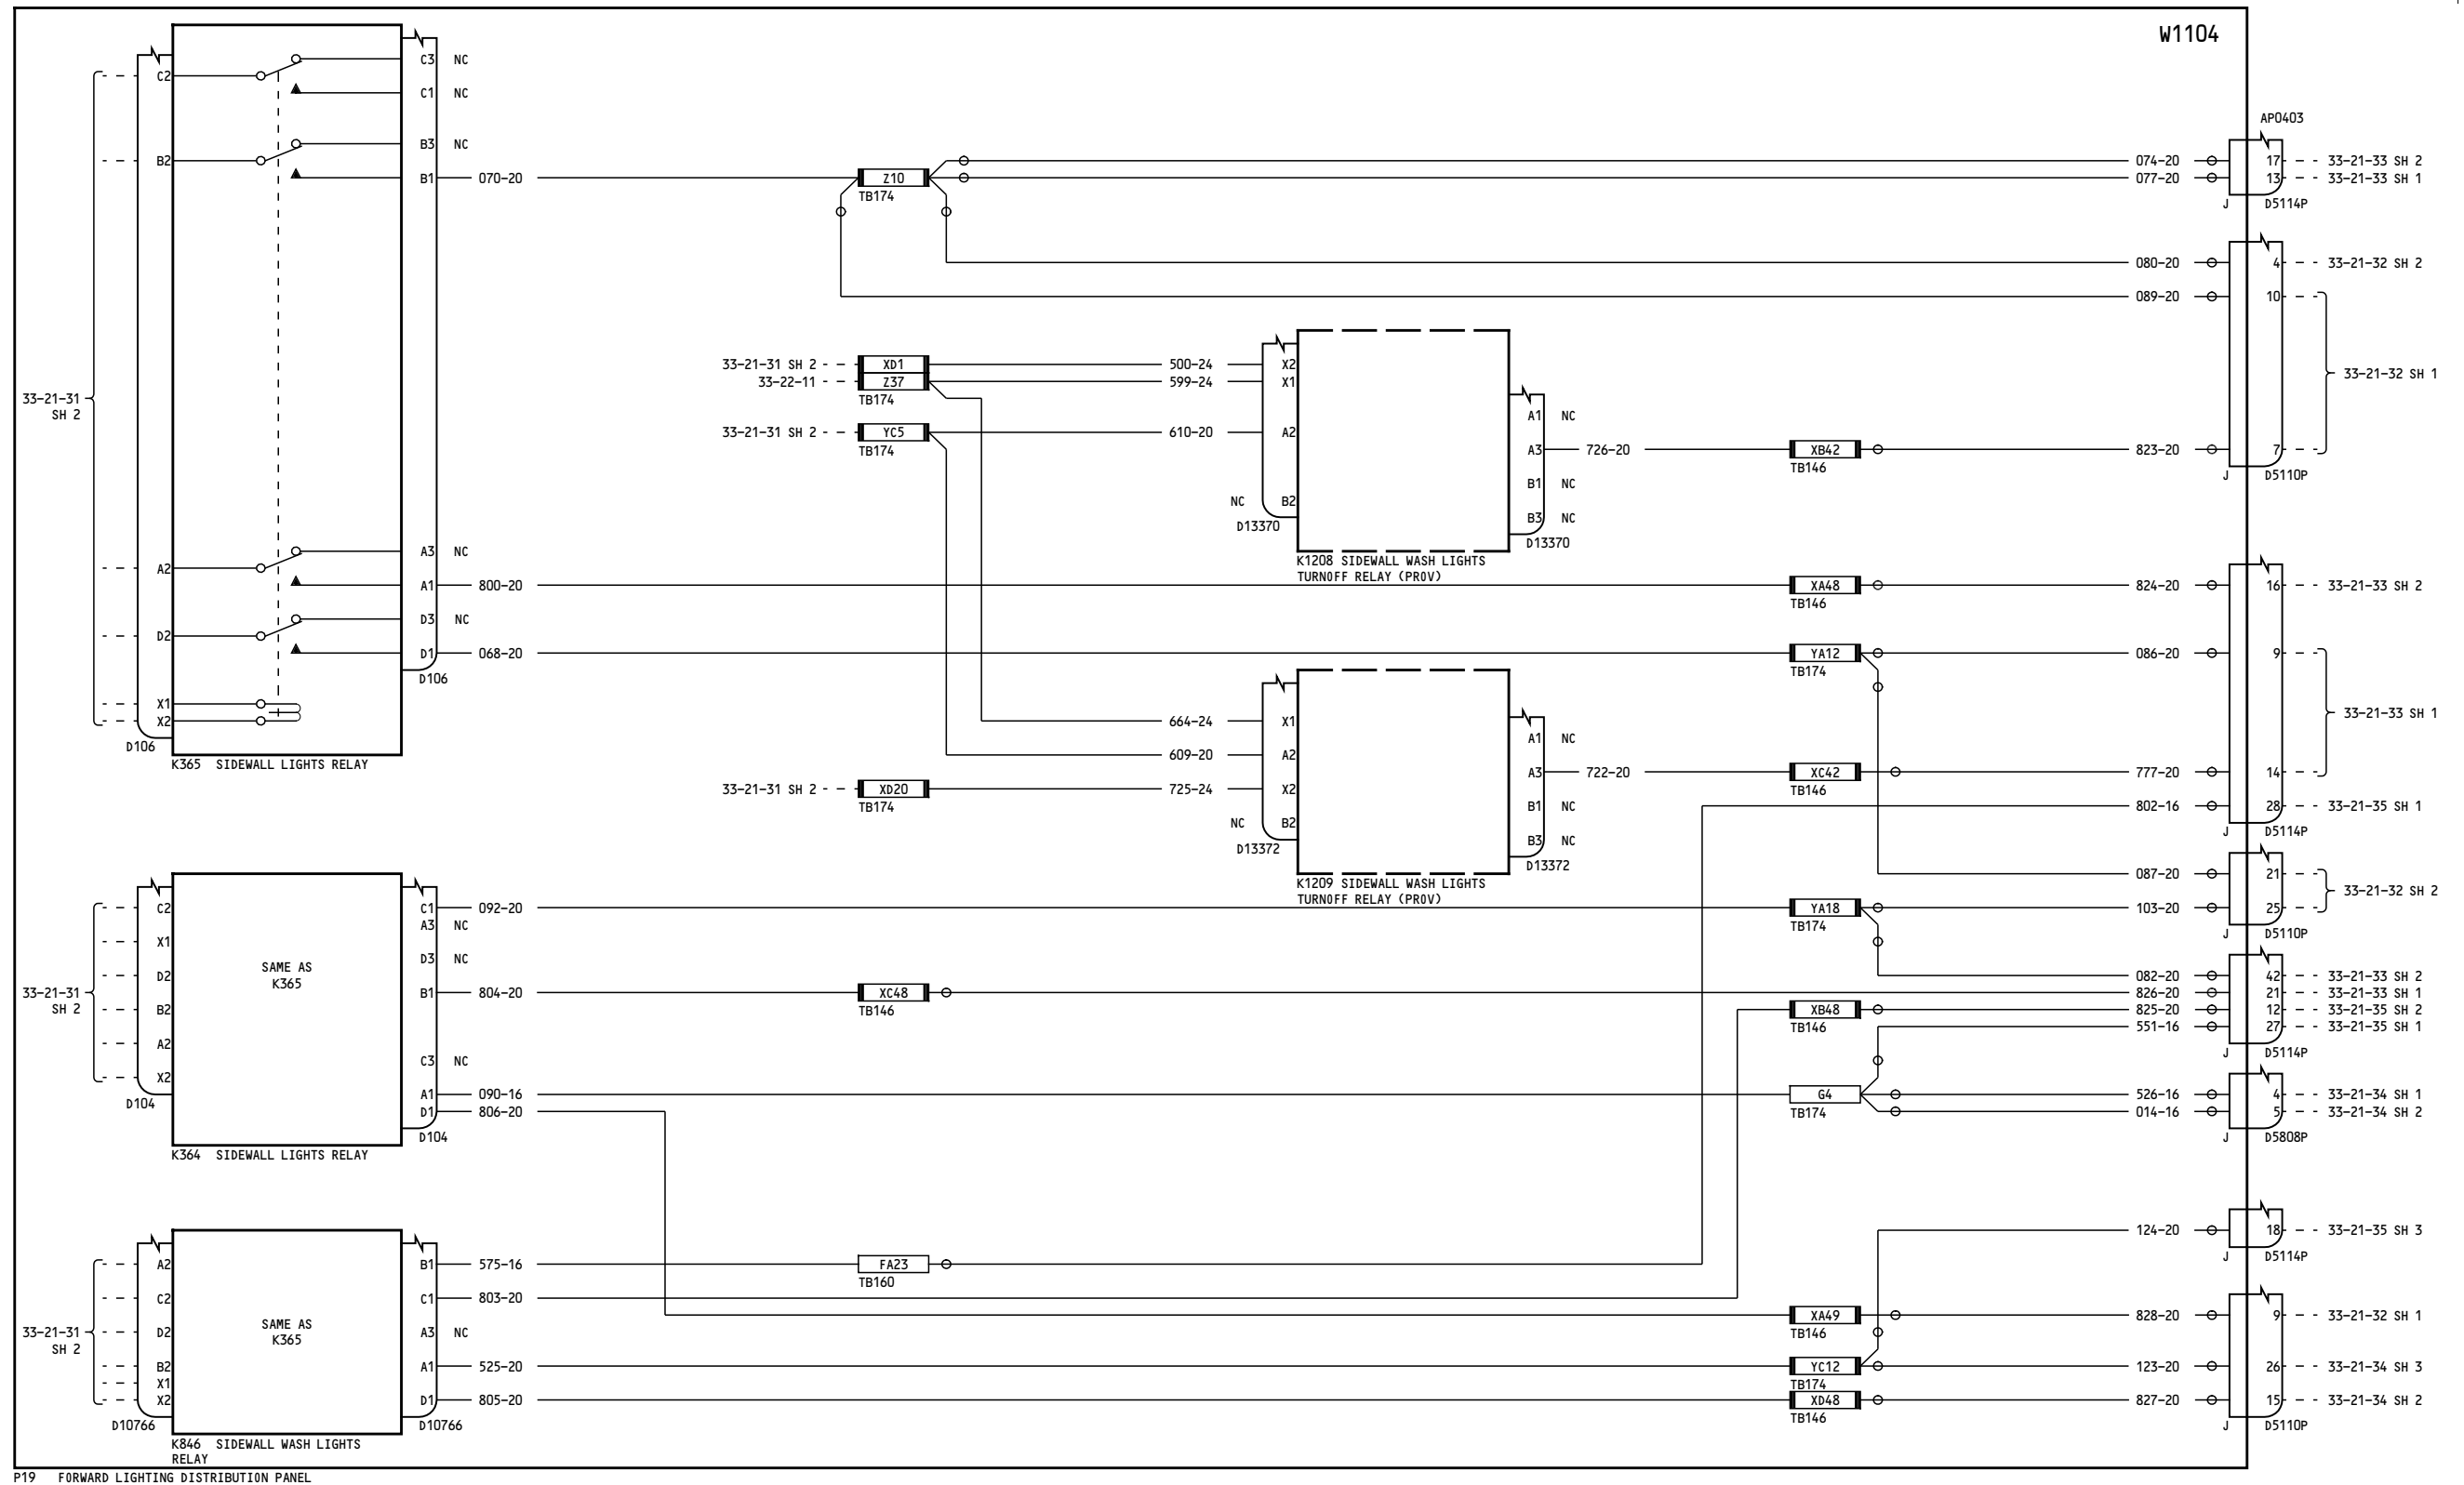 W1104
AP0403
C2
C3 NC
C1 NC
B2
B3 NC
B1 070-20
Z10
TB174
074-20 17 33-21-33 SH 2
077-20 13 33-21-33 SH 1
J D5114P
080-20 4 33-21-32 SH 2
089-20 10
33-21-32 SH 1
33-21-31 SH 2 XD1 500-24 X2
33-22-11 Z37 599-24 X1
TB174
33-21-31
SH 2
A1 NC
33-21-31 SH 2 YC5 610-20 A2
TB174
A3 726-20 XB42 823-20 7
TB146
J D5110P
B1 NC
NC B2
B3 NC
D13370
D13370
K1208 SIDEWALL WASH LIGHTS
TURNOFF RELAY (PROV)
A2
A3 NC
A1 800-20 XA48 824-20 16 33-21-33 SH 2
TB146
D2
D3 NC
D1 068-20 YA12 086-20 9
TB174
D106
33-21-33 SH 1
X1
X2
D106
K365 SIDEWALL LIGHTS RELAY
664-24 X1
A1 NC
609-20 A2
A3 722-20 XC42 777-20 14
TB146
33-21-31 SH 2 XD20 725-24 X2
TB174
B1 NC
802-16 28 33-21-35 SH 1
J D5114P
NC B2
B3 NC
D13372
D13372
K1209 SIDEWALL WASH LIGHTS
TURNOFF RELAY (PROV)
087-20 21
33-21-32 SH 2
C2
C1 092-20 YA18 103-20 25
TB174
J D5110P
A3 NC
X1
D3 NC
D2
SAME AS
K365
082-20 42 33-21-33 SH 2
33-21-31
SH 2
B1 804-20 XC48 826-20 21 33-21-33 SH 1
TB146
B2
XB48 825-20 12 33-21-35 SH 2
TB146
551-16 27 33-21-35 SH 1
J D5114P
A2
C3 NC
X2
D104
A1 090-16 G4 526-16 4 33-21-34 SH 1
TB174
D1 806-20
014-16 5 33-21-34 SH 2
J D5808P
D104
K364 SIDEWALL LIGHTS RELAY
124-20 18 33-21-35 SH 3
J D5114P
A2
B1 575-16 FA23
TB160
C2
C1 803-20
XA49 828-20 9 33-21-32 SH 1
TB146
33-21-31
SH 2
D2
SAME AS
K365
A3 NC
B2
A1 525-20 YC12 123-20 26 33-21-34 SH 3
TB174
X1
X2
D1 805-20 XD48 827-20 15 33-21-34 SH 2
TB146
J D5110P
D10766
D10766
K846 SIDEWALL WASH LIGHTS
RELAY
P19 FORWARD LIGHTING DISTRIBUTION PANEL